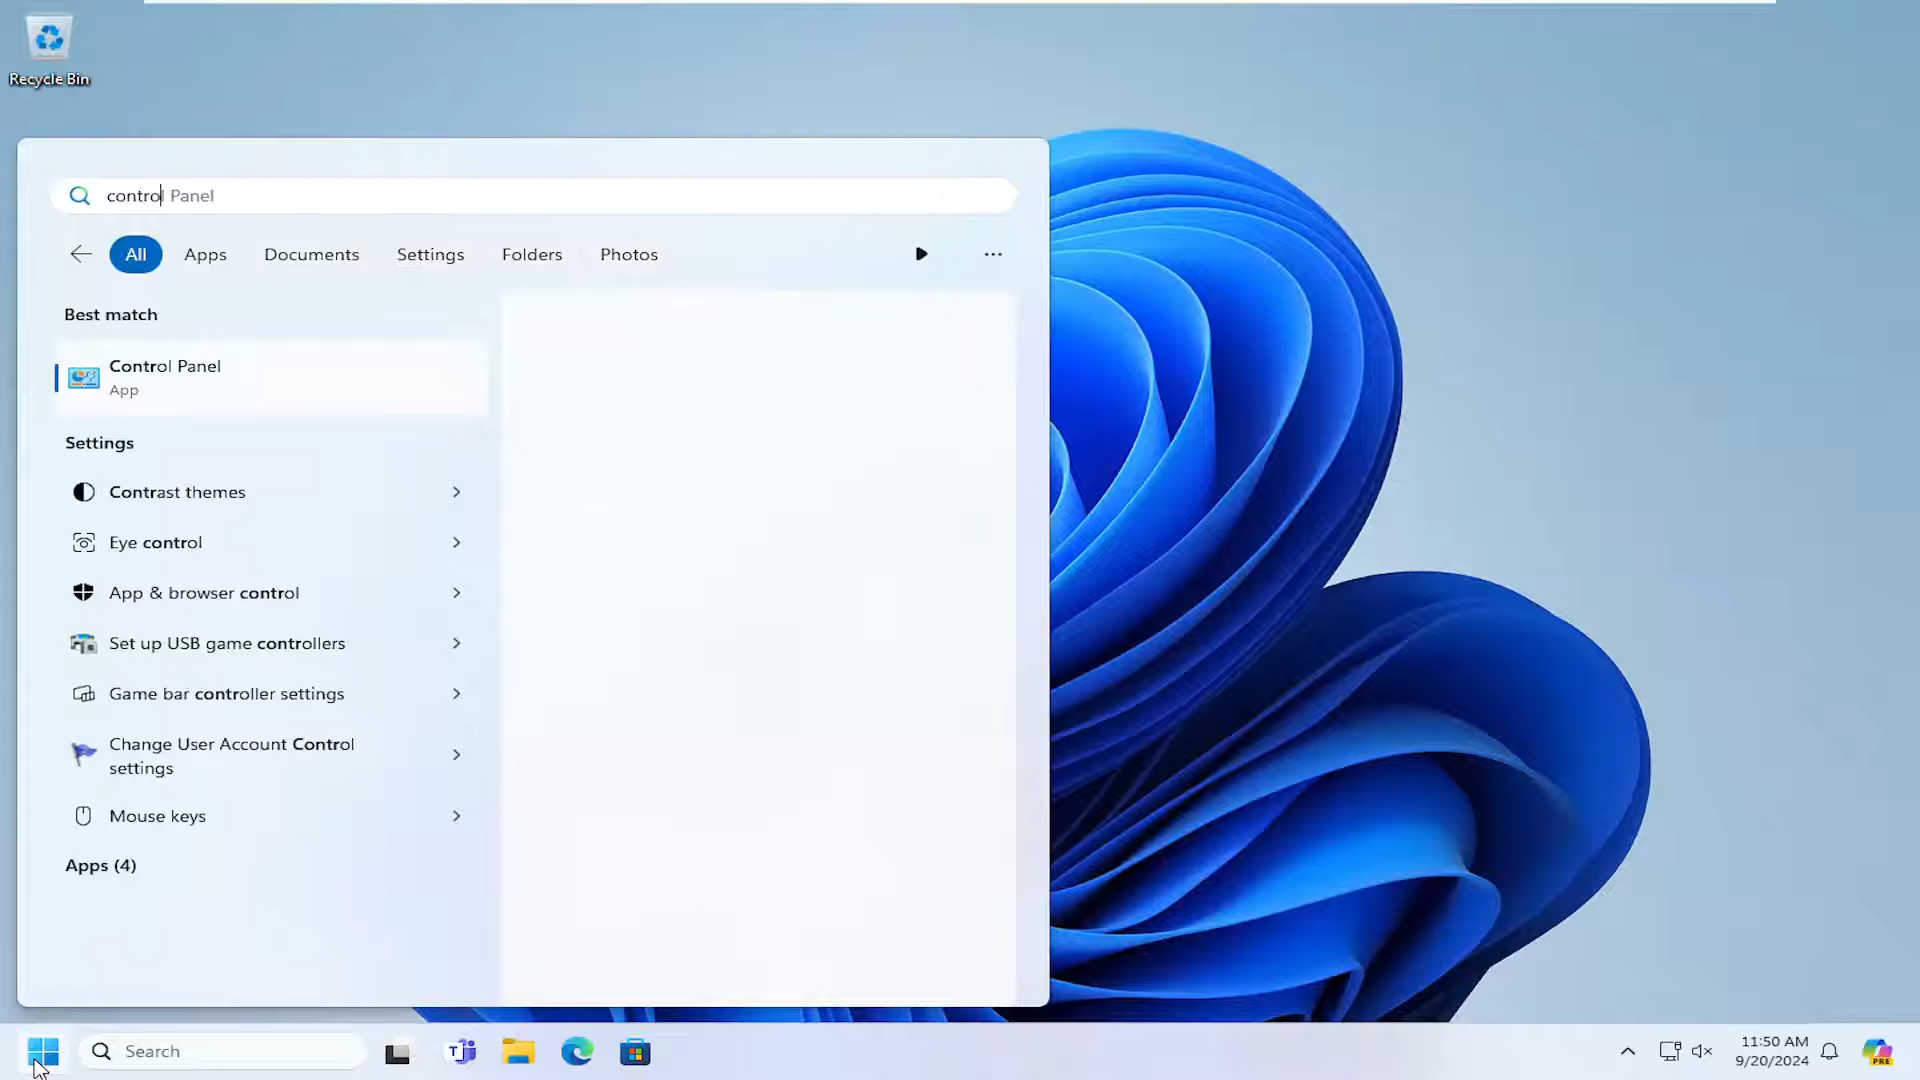 Recycle Bin
control Panel
All
Apps
Documents
Settings
Folders
Photos
Best match
Control Panel
App
Settings
Contrast themes
Eye control
App & browser control
Set up USB game controllers
Game bar controller settings
Change User Account Control
settings
Mouse keys
Apps (4)
Search
11:50 AM
9/20/2024
PRE